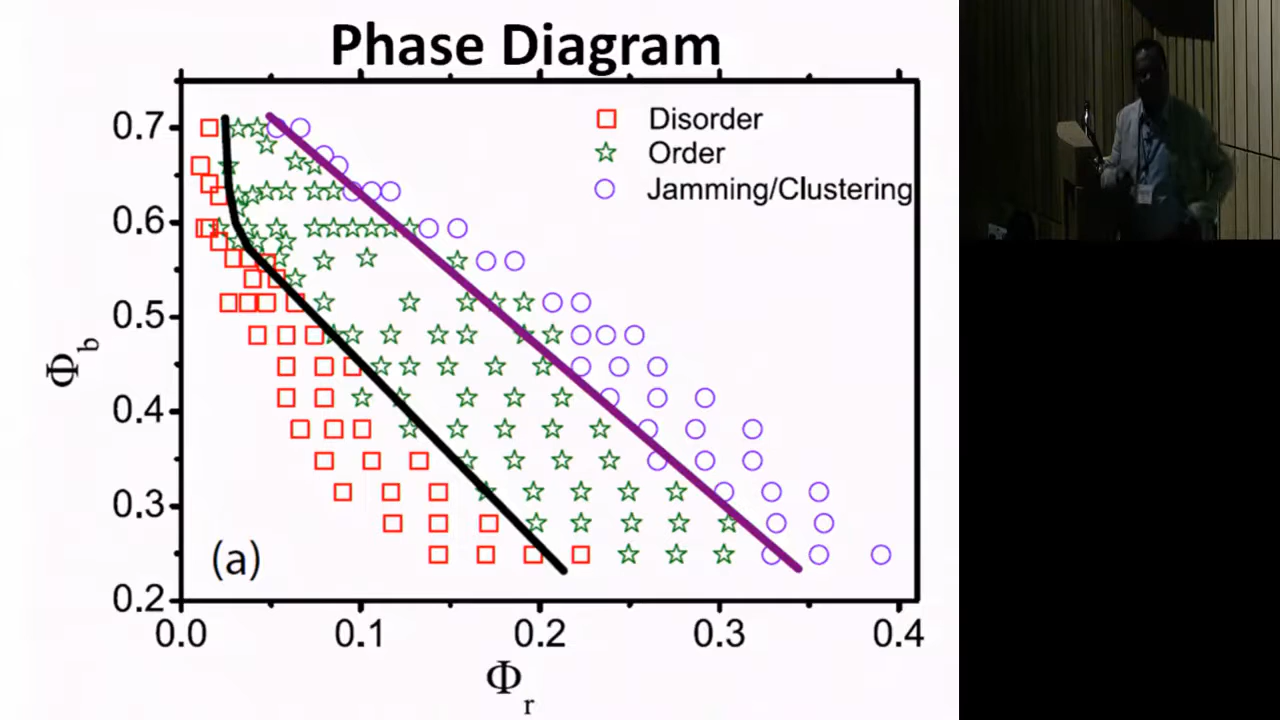 Phase Diagram
Disorder
Order
Jamming/Clustering
0.7
0.6
0.5
0.4
0.3
0.2
Φb
(a)
0.0 0.1 0.2 0.3 0.4
Φr